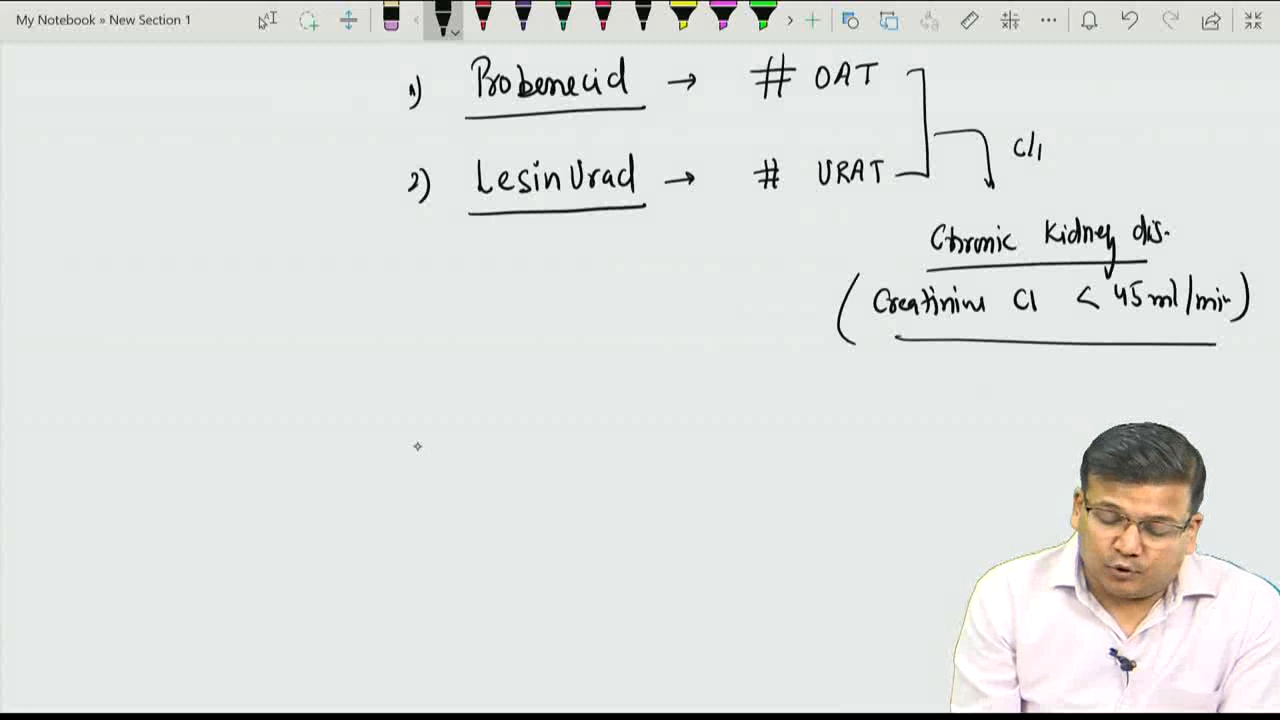 My Notebook » New Section 1
1) Probenecid → # OAT
2) Lesinurad → # URAT
C/I
Chronic Kidney dis.
(Creatinine Cl < 45 ml/min)